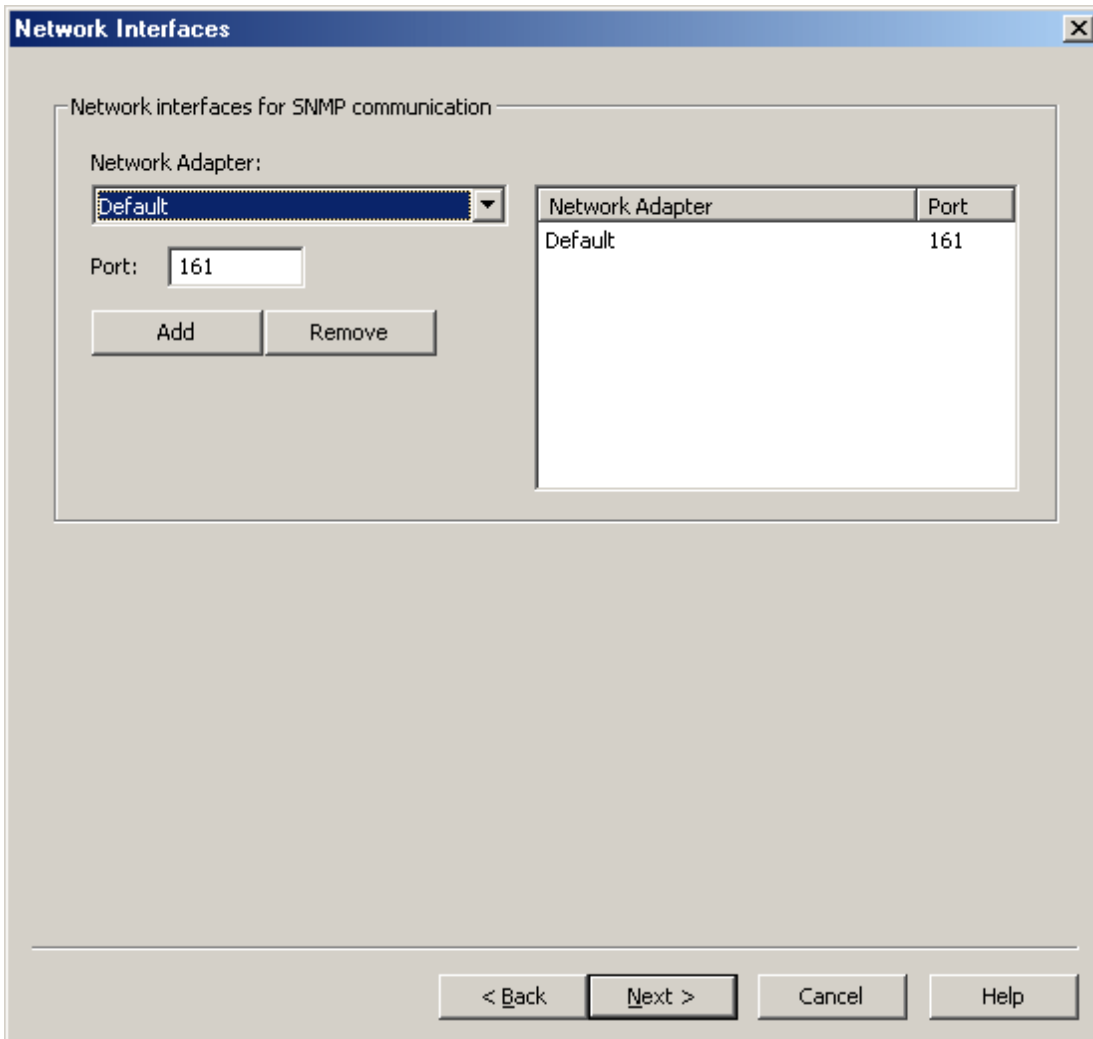 Network Interfaces
Network interfaces for SNMP communication
Network Adapter:
Default
Port: 161
Add Remove
Network Adapter Port
Default 161
< Back Next > Cancel Help